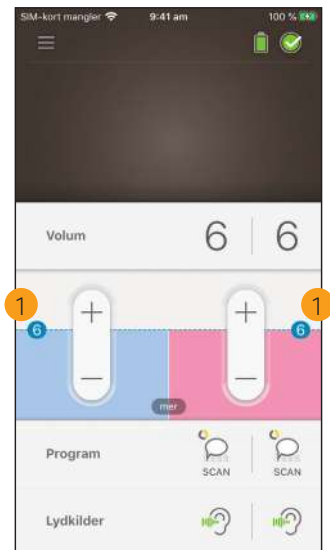 SIM-kort mangler 9:41 am 100 %
Volum 6 6
1 1
+ +
6 6
− −
mer
Program SCAN SCAN
Lydkilder